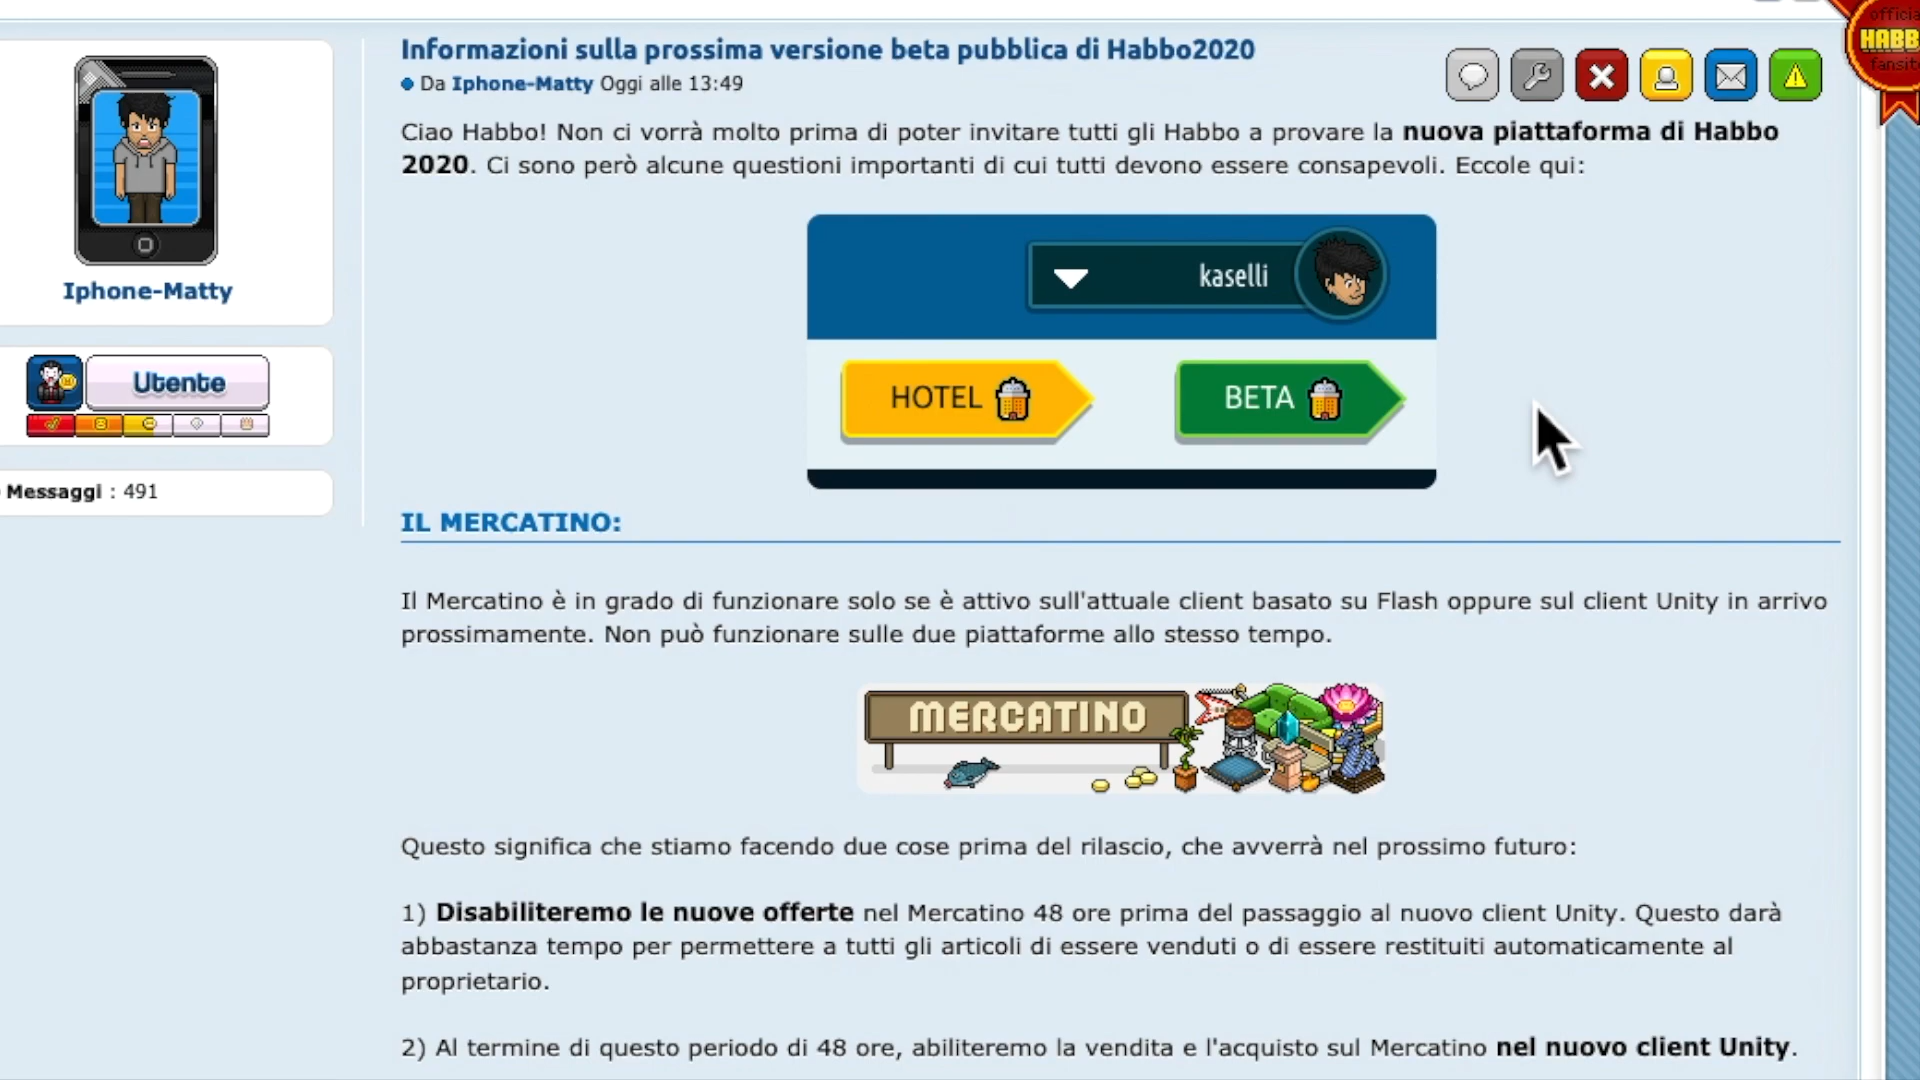 Informazioni sulla prossima versione beta pubblica di Habbo2020
Da Iphone-Matty Oggi alle 13:49
HABB
fansit
Ciao Habbo! Non ci vorrà molto prima di poter invitare tutti gli Habbo a provare la nuova piattaforma di Habbo
2020. Ci sono però alcune questioni importanti di cui tutti devono essere consapevoli. Eccole qui:
Iphone-Matty
Utente
Messaggi : 491
kaselli
HOTEL
BETA
IL MERCATINO:
Il Mercatino è in grado di funzionare solo se è attivo sull'attuale client basato su Flash oppure sul client Unity in arrivo
prossimamente. Non può funzionare sulle due piattaforme allo stesso tempo.
MERCATINO
Questo significa che stiamo facendo due cose prima del rilascio, che avverrà nel prossimo futuro:
1) Disabiliteremo le nuove offerte nel Mercatino 48 ore prima del passaggio al nuovo client Unity. Questo darà
abbastanza tempo per permettere a tutti gli articoli di essere venduti o di essere restituiti automaticamente al
proprietario.
2) Al termine di questo periodo di 48 ore, abiliteremo la vendita e l'acquisto sul Mercatino nel nuovo client Unity.